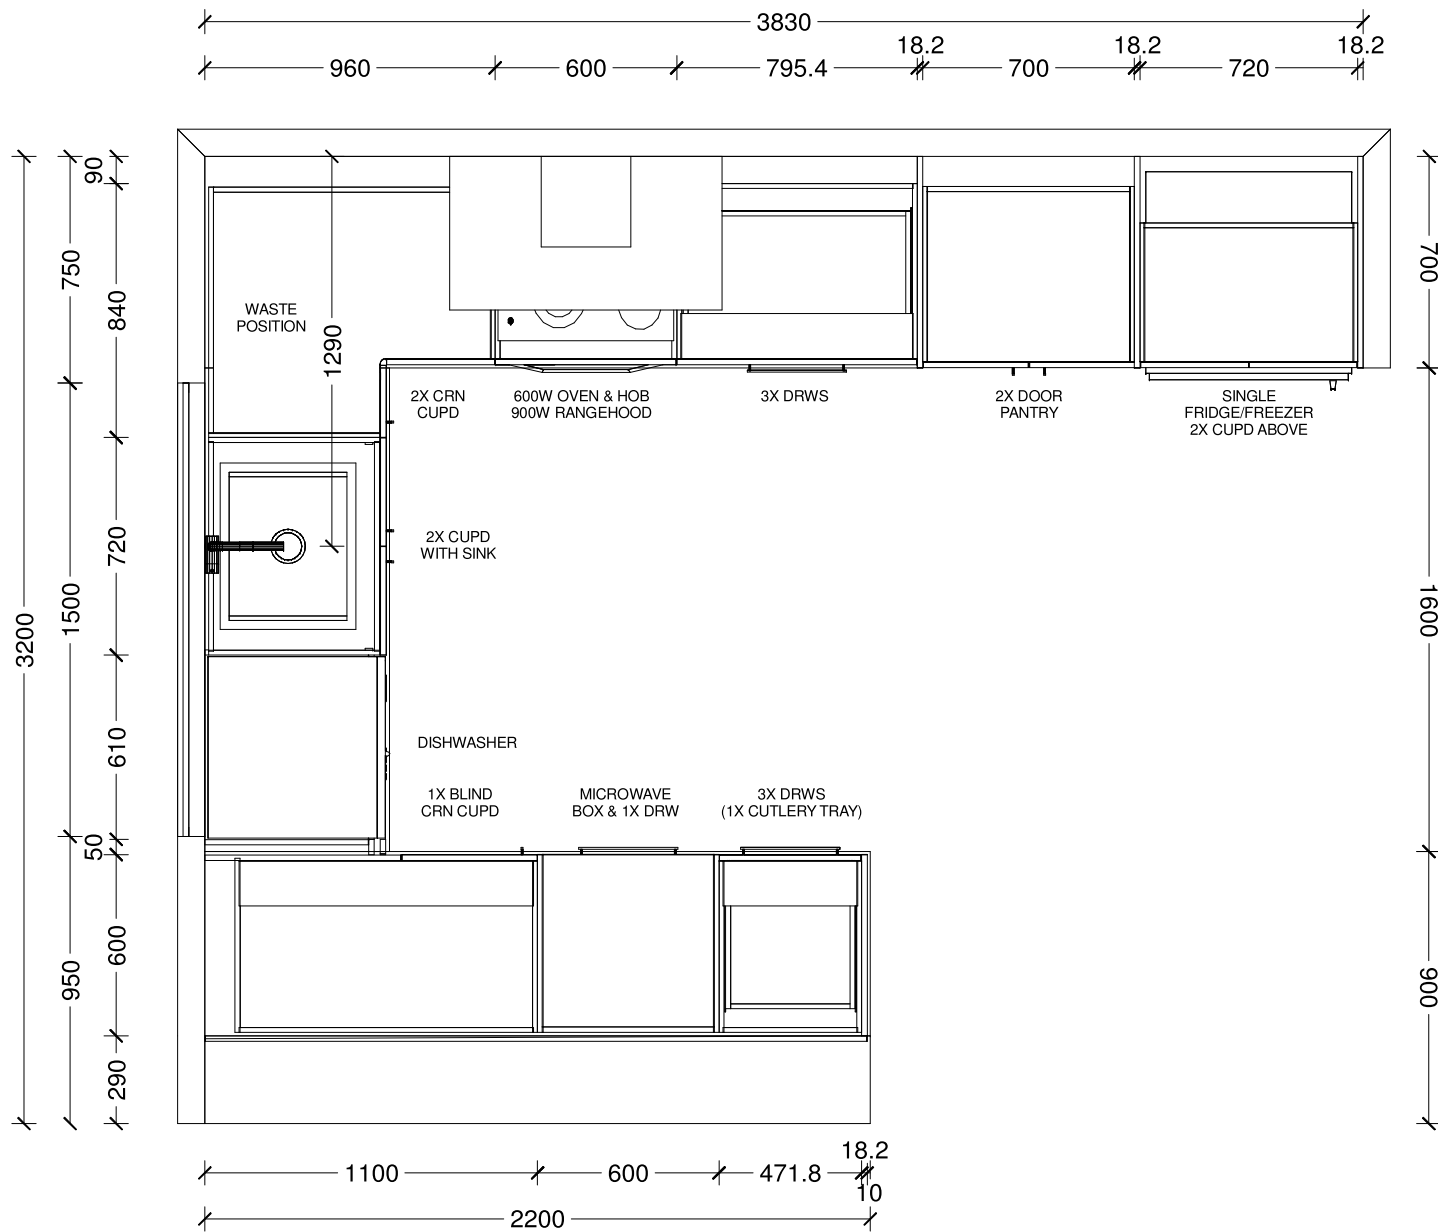 3830
18.2
18.2
18.2
960
600
795.4
700
720
90
750
840
1290
3200
1500
720
610
50
950
600
290
700
1600
900
WASTE
POSITION
2X CRN
CUPD
600W OVEN & HOB
900W RANGEHOOD
3X DRWS
2X DOOR
PANTRY
SINGLE
FRIDGE/FREEZER
2X CUPD ABOVE
2X CUPD
WITH SINK
DISHWASHER
1X BLIND
CRN CUPD
MICROWAVE
BOX & 1X DRW
3X DRWS
(1X CUTLERY TRAY)
18.2
1100
600
471.8
10
2200